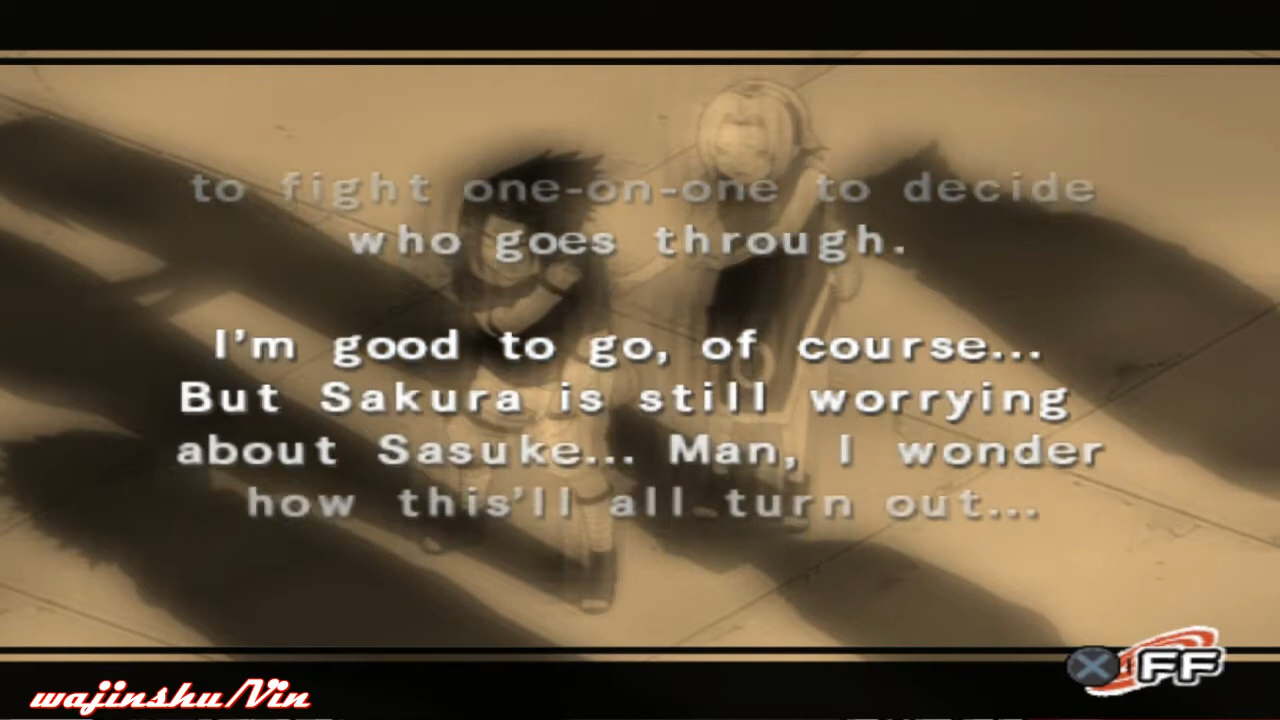 to fight one-on-one to decide
who goes through.
I'm good to go, of course...
But Sakura is still worrying
about Sasuke... Man, I wonder
how this'll all turn out...
FF
wajinshu/Vin